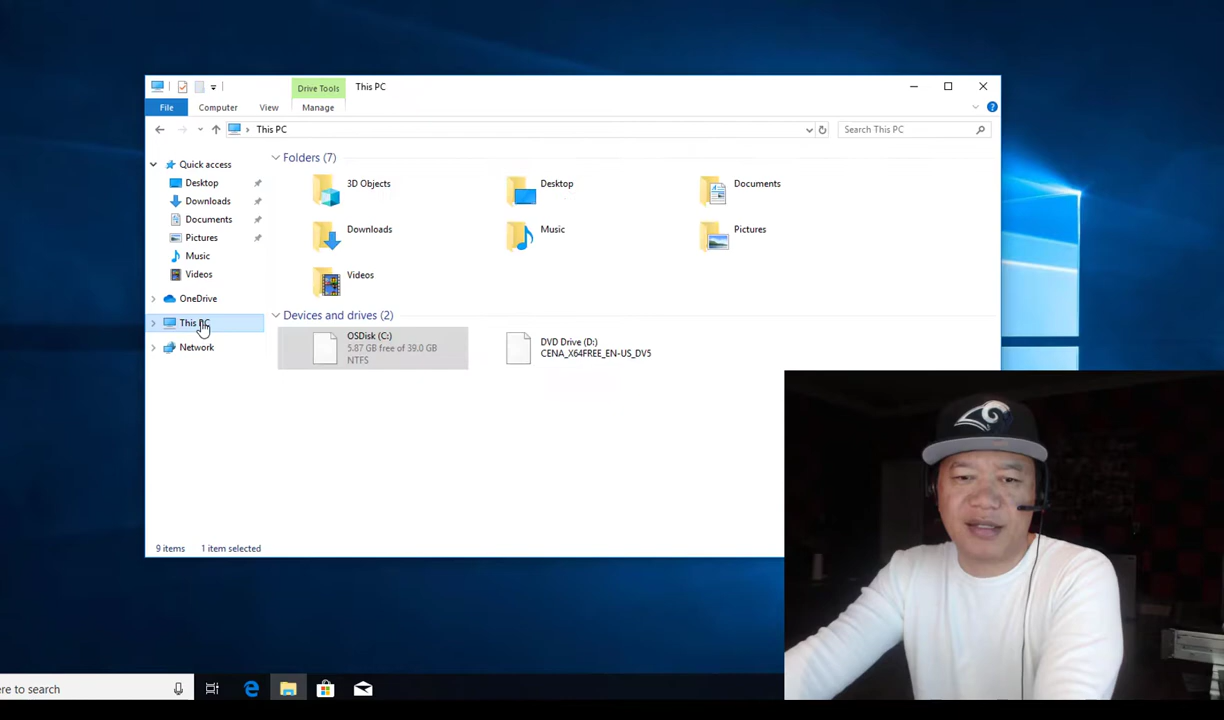 Drive Tools
This PC
File
Computer
View
Manage
This PC
Search This PC
Quick access
Desktop
Downloads
Documents
Pictures
Music
Videos
OneDrive
This PC
Network
Folders (7)
3D Objects
Desktop
Documents
Downloads
Music
Pictures
Videos
Devices and drives (2)
OSDisk (C:)
5.87 GB free of 39.0 GB
NTFS
DVD Drive (D:)
CENA_X64FREE_EN-US_DV5
9 items
1 item selected
ere to search